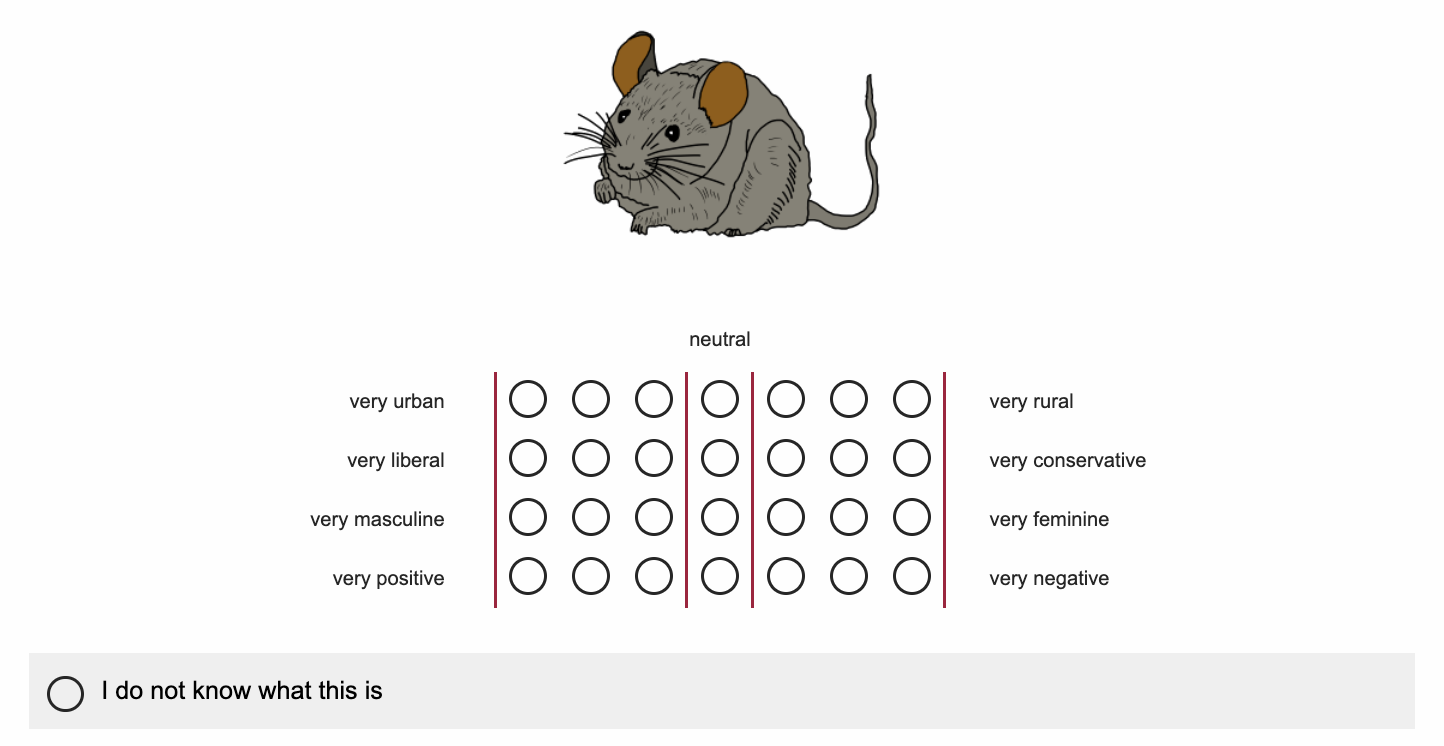 neutral
very urban very rural
very liberal very conservative
very masculine very feminine
very positive very negative
I do not know what this is